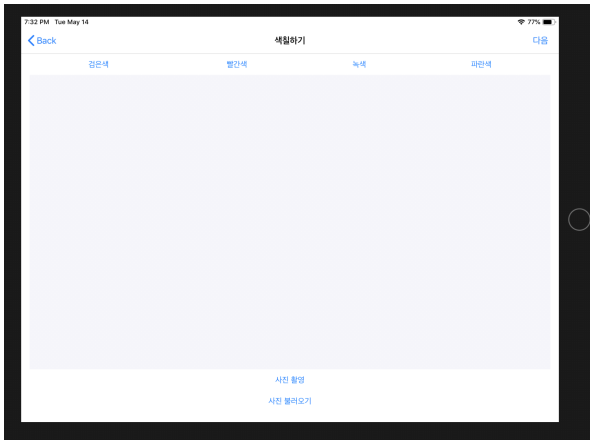 7:32 PM Tue May 14 77%
Back 색칠하기 다음
검은색 빨간색 녹색 파란색
사진 촬영
사진 불러오기